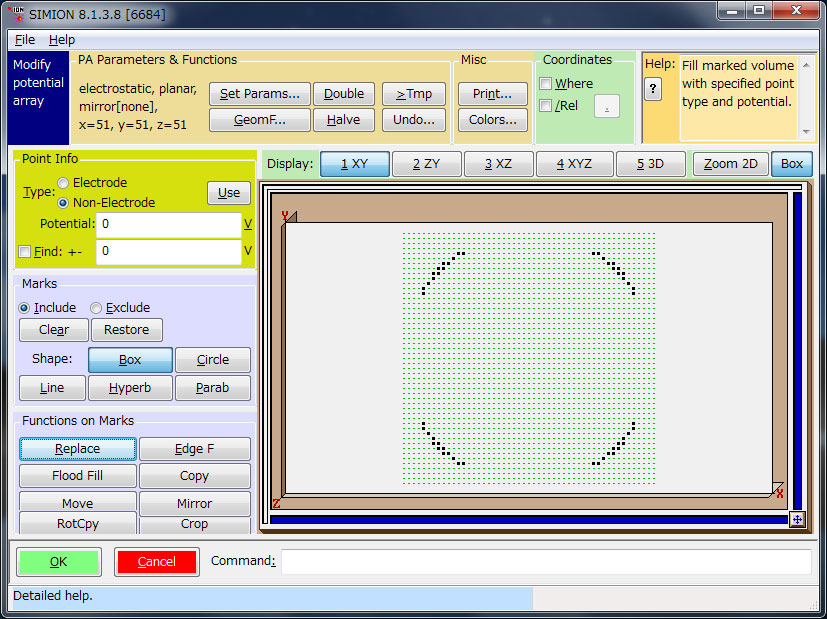 SIMION 8.1.3.8 [6684]
File Help
Modify potential array
PA Parameters & Functions
electrostatic, planar,
mirror[none],
x=51, y=51, z=51
Set Params... Double >Tmp
GeomF... Halve Undo...
Misc
Print...
Colors...
Coordinates
Where
/Rel .
Help:
?
Fill marked volume
with specified point
type and potential.
Point Info
Type: Electrode
Non-Electrode
Use
Potential: 0 V
Find: +- 0 V
Marks
Include Exclude
Clear Restore
Shape: Box Circle
Line Hyperb Parab
Functions on Marks
Replace Edge F
Flood Fill Copy
Move Mirror
RotCpy Crop
Display: 1 XY 2 ZY 3 XZ 4 XYZ 5 3D Zoom 2D Box
Y
Z
X
OK Cancel Command:
Detailed help.